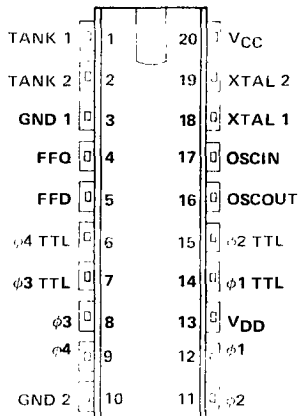 TANK 1 1 20 VCC
TANK 2 2 19 XTAL 2
GND 1 3 18 XTAL 1
FFQ 4 17 OSCIN
FFD 5 16 OSCOUT
ϕ4 TTL 6 15 ϕ2 TTL
ϕ3 TTL 7 14 ϕ1 TTL
ϕ3 8 13 VDD
ϕ4 9 12 ϕ1
GND 2 10 11 ϕ2